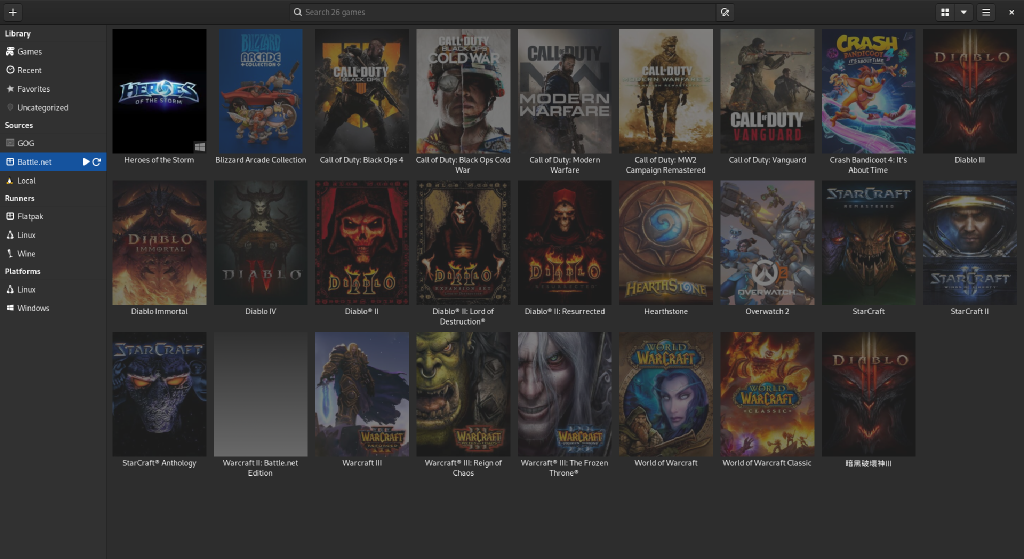 Search 26 games
Library
Games
Recent
Favorites
Uncategorized
Sources
GOG
Battle.net
Local
Runners
Flatpak
Linux
Wine
Platforms
Linux
Windows
HEROES
OF THE STORM
Heroes of the Storm
BLIZZARD
ARCADE
COLLECTION
Blizzard Arcade Collection
CALL OF DUTY
BLACK OPS
Call of Duty: Black Ops 4
CALL OF DUTY
BLACK OPS
COLD WAR
Call of Duty: Black Ops Cold
War
CALL OF DUTY
MW
MODERN
WARFARE
Call of Duty: Modern
Warfare
CALL OF DUTY
MODERN WARFARE
Call of Duty: MW2
Campaign Remastered
CALL OF DUTY
VANGUARD
Call of Duty: Vanguard
CRASH
BANDICOOT
IT'S ABOUT TIME
Crash Bandicoot 4: It's
About Time
DIABLO
III
Diablo III
DIABLO
IMMORTAL
Diablo Immortal
DIABLO
IV
Diablo IV
DIABLO
II
Diablo® II
DIABLO
II
EXPANSION SET
Diablo® II: Lord of
Destruction®
DIABLO
II
RESURRECTED
Diablo® II: Resurrected
HEARTHSTONE
Hearthstone
OVERWATCH 2
Overwatch 2
STARCRAFT
REMASTERED
StarCraft
STARCRAFT
II
StarCraft II
STARCRAFT
StarCraft® Anthology
Warcraft II: Battle.net
Edition
WARCRAFT
III
Warcraft III
WARCRAFT
III
Warcraft® III: Reign of
Chaos
WARCRAFT
III
Warcraft® III: The Frozen
Throne®
WORLD
OF
WARCRAFT
World of Warcraft
WORLD
OF
WARCRAFT
CLASSIC
World of Warcraft Classic
DIABLO
III
暗黑破壞神III